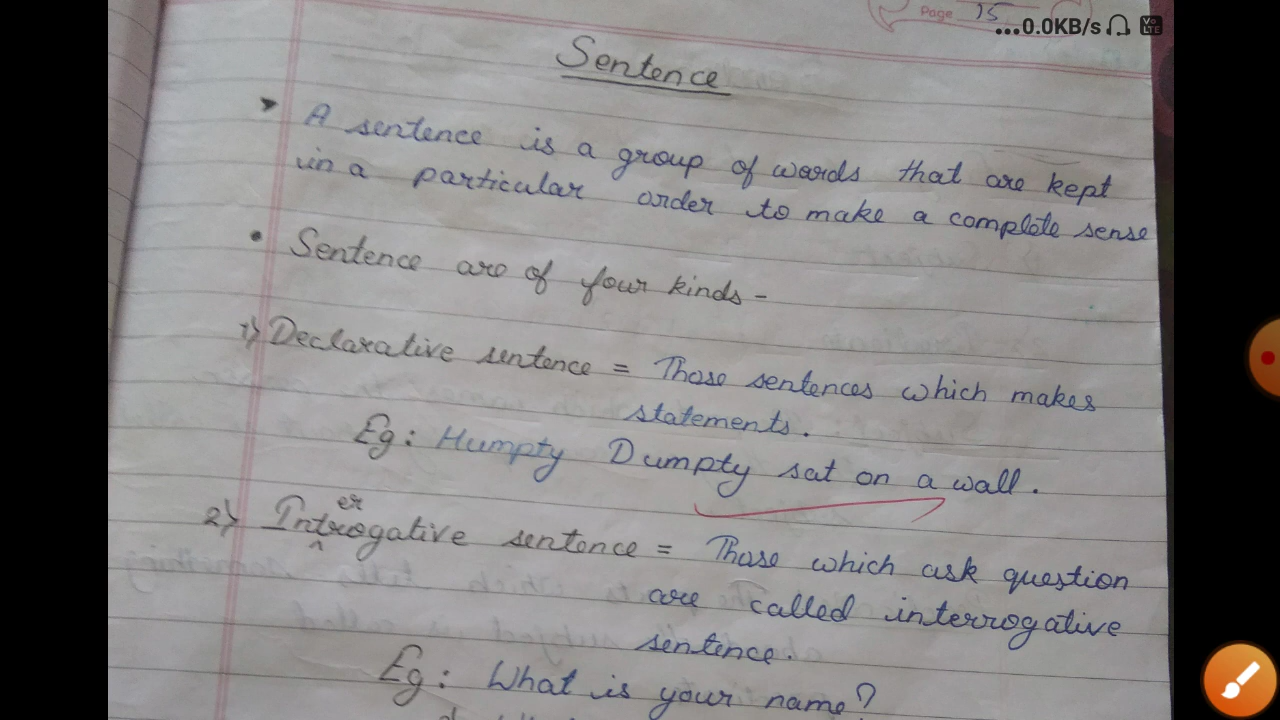 Page 15
...0.0KB/s Vo LTE
Sentence
A sentence is a group of words that are kept
in a particular order to make a complete sense
• Sentence are of four kinds -
1) Declarative sentence = Those sentences which makes
statements.
Eg: Humpty Dumpty sat on a wall.
er
2) Introgative sentence = Those which ask question
are called interrogative
sentence.
Eg: What is your name?